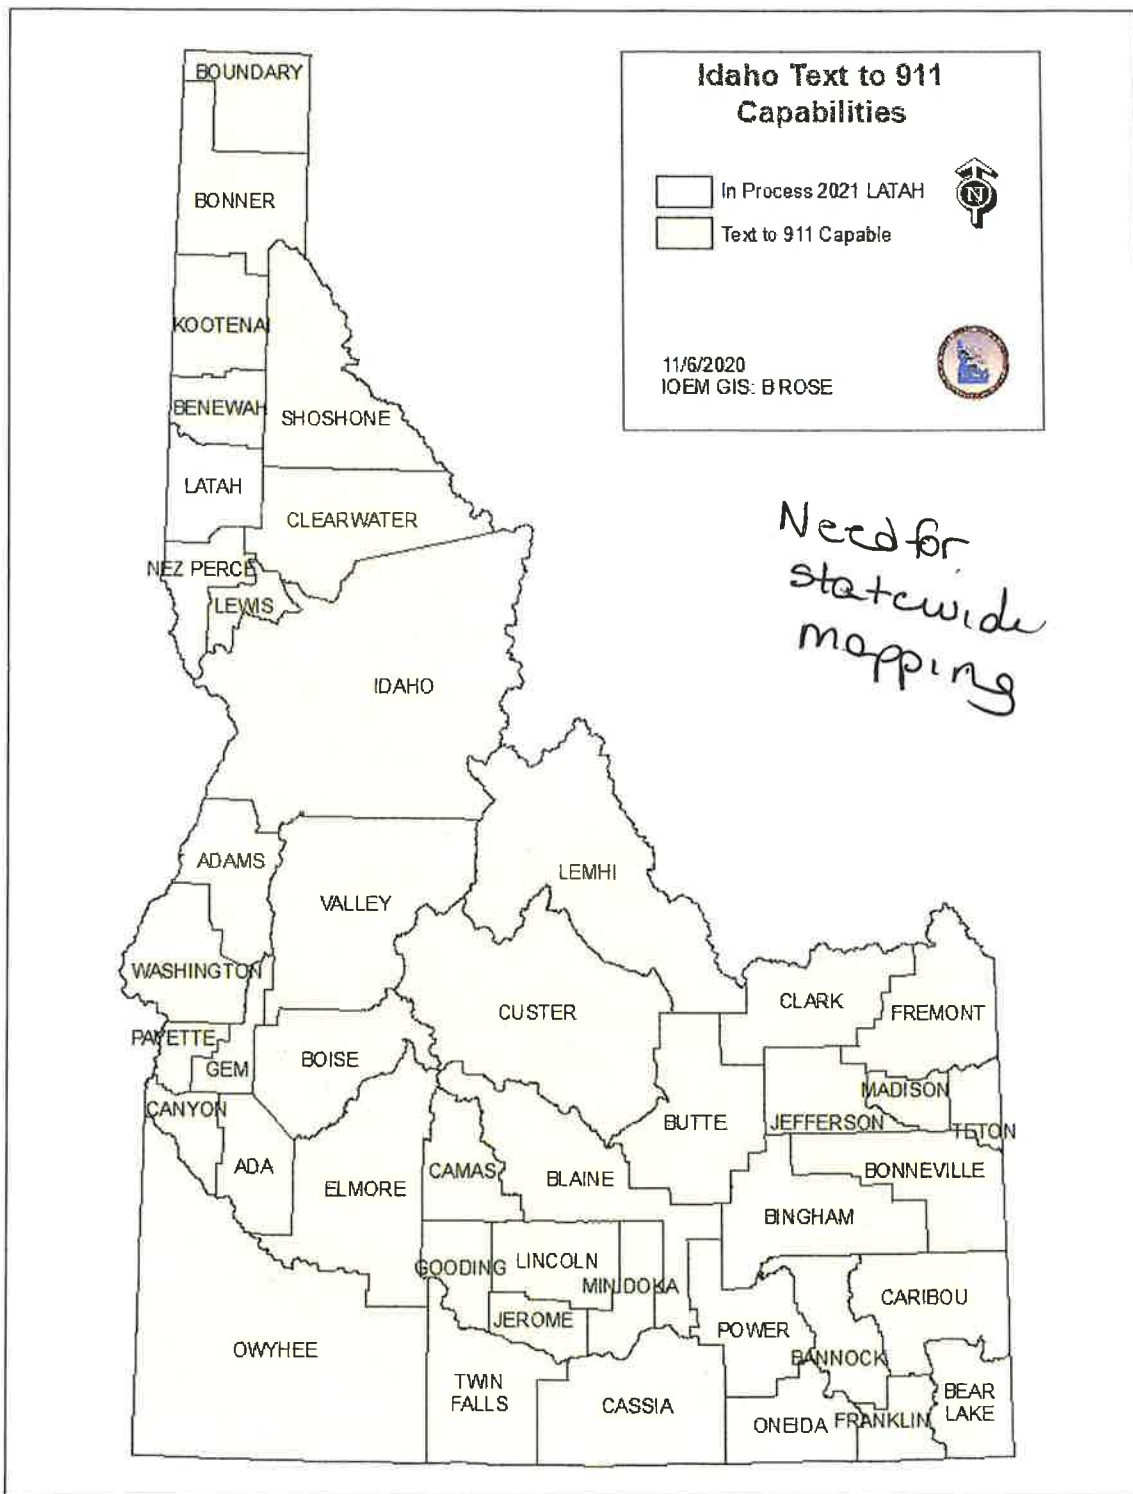 Idaho Text to 911
Capabilities
In Process 2021 LATAH
N
Text to 911 Capable
11/6/2020
IOEM GIS: B ROSE
Need for
statewide
mapping
BOUNDARY
BONNER
KOOTENAI
BENEWAH
SHOSHONE
LATAH
CLEARWATER
NEZ PERCE
LEWIS
IDAHO
ADAMS
VALLEY
LEMHI
WASHINGTON
CUSTER
CLARK
FREMONT
PAYETTE
GEM
BOISE
MADISON
CANYON
BUTTE
JEFFERSON
TETON
ADA
ELMORE
CAMAS
BLAINE
BONNEVILLE
BINGHAM
GOODING
LINCOLN
MINIDOKA
CARIBOU
JEROME
POWER
OWYHEE
BANNOCK
TWIN
FALLS
CASSIA
BEAR
LAKE
ONEIDA
FRANKLIN